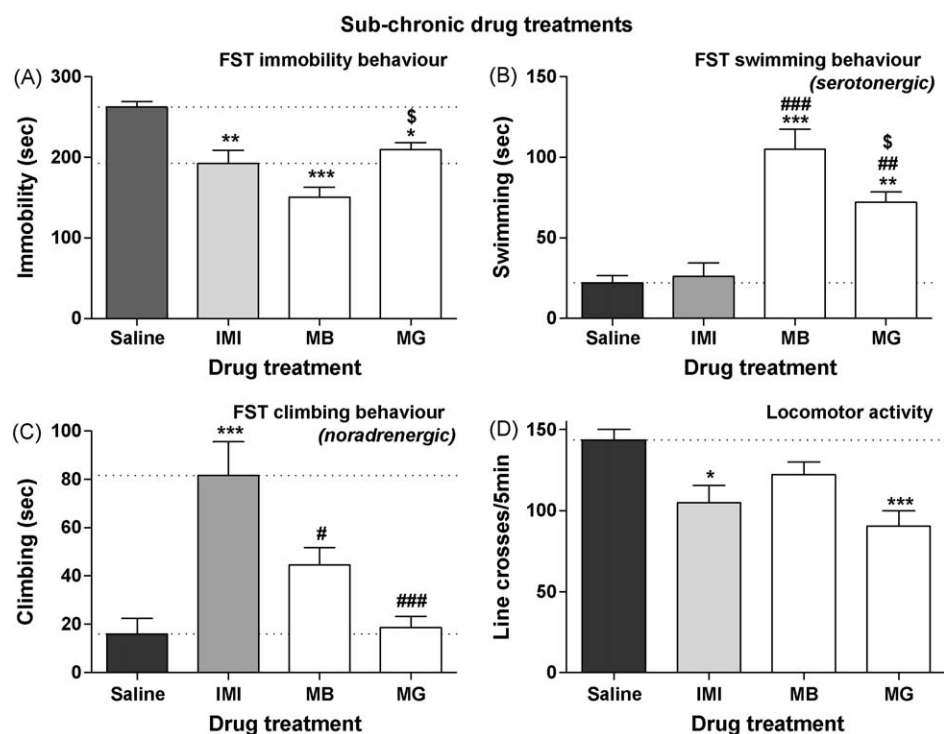 Sub-chronic drug treatments
(A)
FST immobility behaviour
300
200
100
0
Immobility (sec)
**
***
$
*
Saline IMI MB MG
Drug treatment
(B)
FST swimming behaviour
(serotonergic)
150
100
50
0
Swimming (sec)
###
***
$
##
**
Saline IMI MB MG
Drug treatment
(C)
FST climbing behaviour
(noradrenergic)
100
80
60
40
20
0
Climbing (sec)
***
#
###
Saline IMI MB MG
Drug treatment
(D)
Locomotor activity
150
100
50
0
Line crosses/5min
*
***
Saline IMI MB MG
Drug treatment